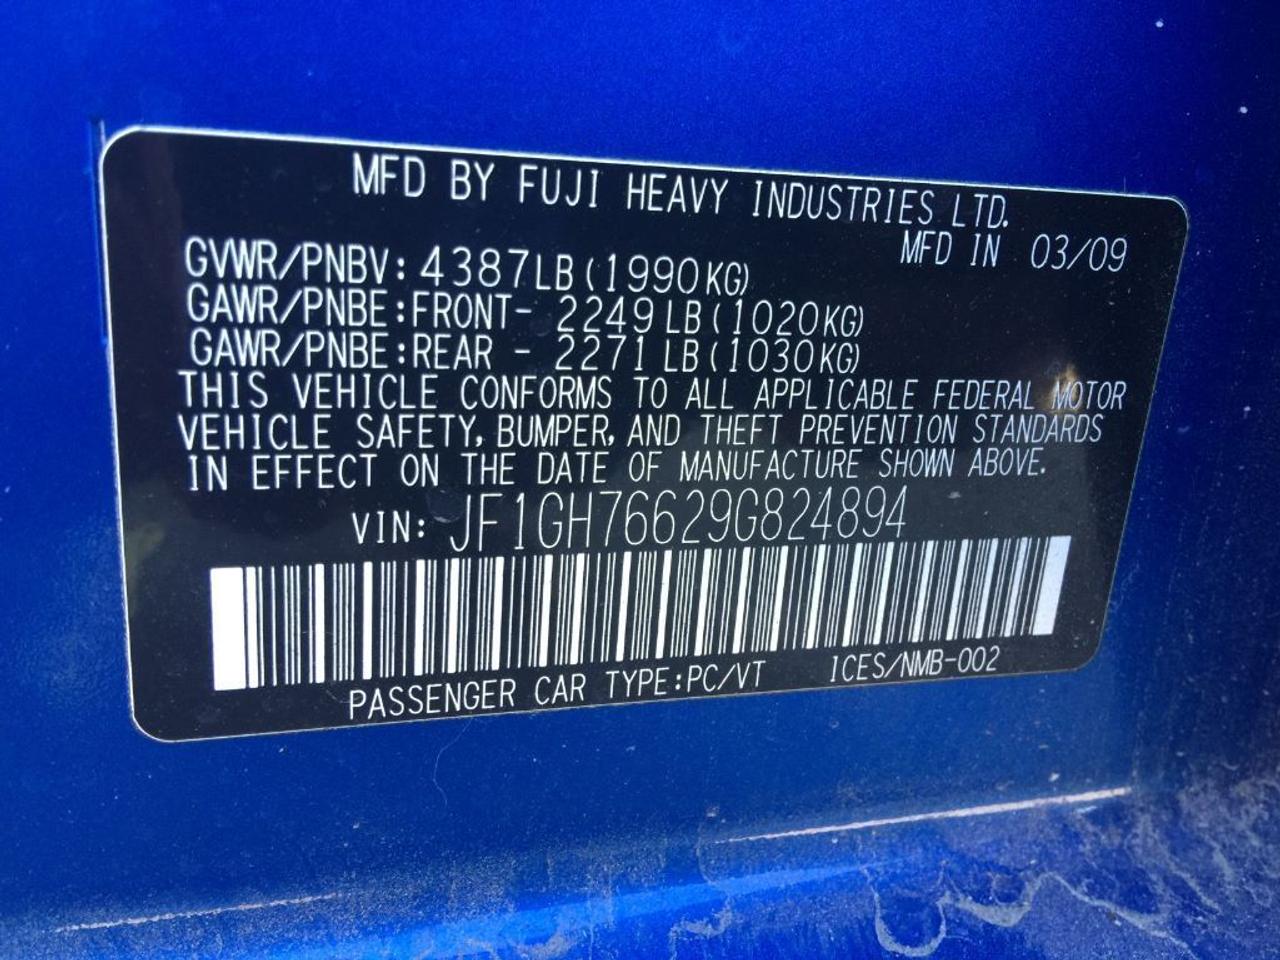 MFD BY FUJI HEAVY INDUSTRIES LTD.
MFD IN 03/09
GVWR/PNBV: 4387LB(1990KG)
GAWR/PNBE:FRONT- 2249LB(1020KG)
GAWR/PNBE:REAR - 2271LB(1030KG)
THIS VEHICLE CONFORMS TO ALL APPLICABLE FEDERAL MOTOR
VEHICLE SAFETY, BUMPER, AND THEFT PREVENTION STANDARDS
IN EFFECT ON THE DATE OF MANUFACTURE SHOWN ABOVE.
VIN: JF1GH76629G824894
PASSENGER CAR TYPE:PC/VT ICES/NMB-002